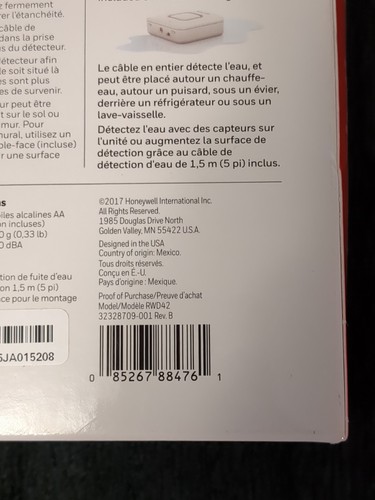 z fermement
rer l'étanchéité.
câble de
dans la prise
s du détecteur.
détecteur afin
le soit situé là
es sont plus
es de survenir.
ur peut être
t sur le sol ou
mur. Pour
mural, utilisez un
ble-face (incluse)
r une surface
Le câble en entier détecte l'eau, et
peut être placé autour un chauffe-
eau, autour un puisard, sous un évier,
derrière un réfrigérateur ou sous un
lave-vaisselle.
Détectez l'eau avec des capteurs sur
l'unité ou augmentez la surface de
détection grâce au câble de
détection d'eau de 1,5 m (5 pi) inclus.
ns
iles alcalines AA
on incluses)
0 g (0.33 lb)
0 dBA
tion de fuite d'eau
on 1.5 m (5 pi)
ce pour le montage
©2017 Honeywell International Inc.
All Rights Reserved.
1985 Douglas Drive North
Golden Valley, MN 55422 U.S.A.
Designed in the USA
Country of origin: Mexico.
Tous droits réservés.
Conçu en É.-U.
Pays d'origine : Mexique.
Proof of Purchase/Preuve d'achat
Model/Modèle RWD42
32328709-001 Rev. B
SJA015208
0 85267 88476 1